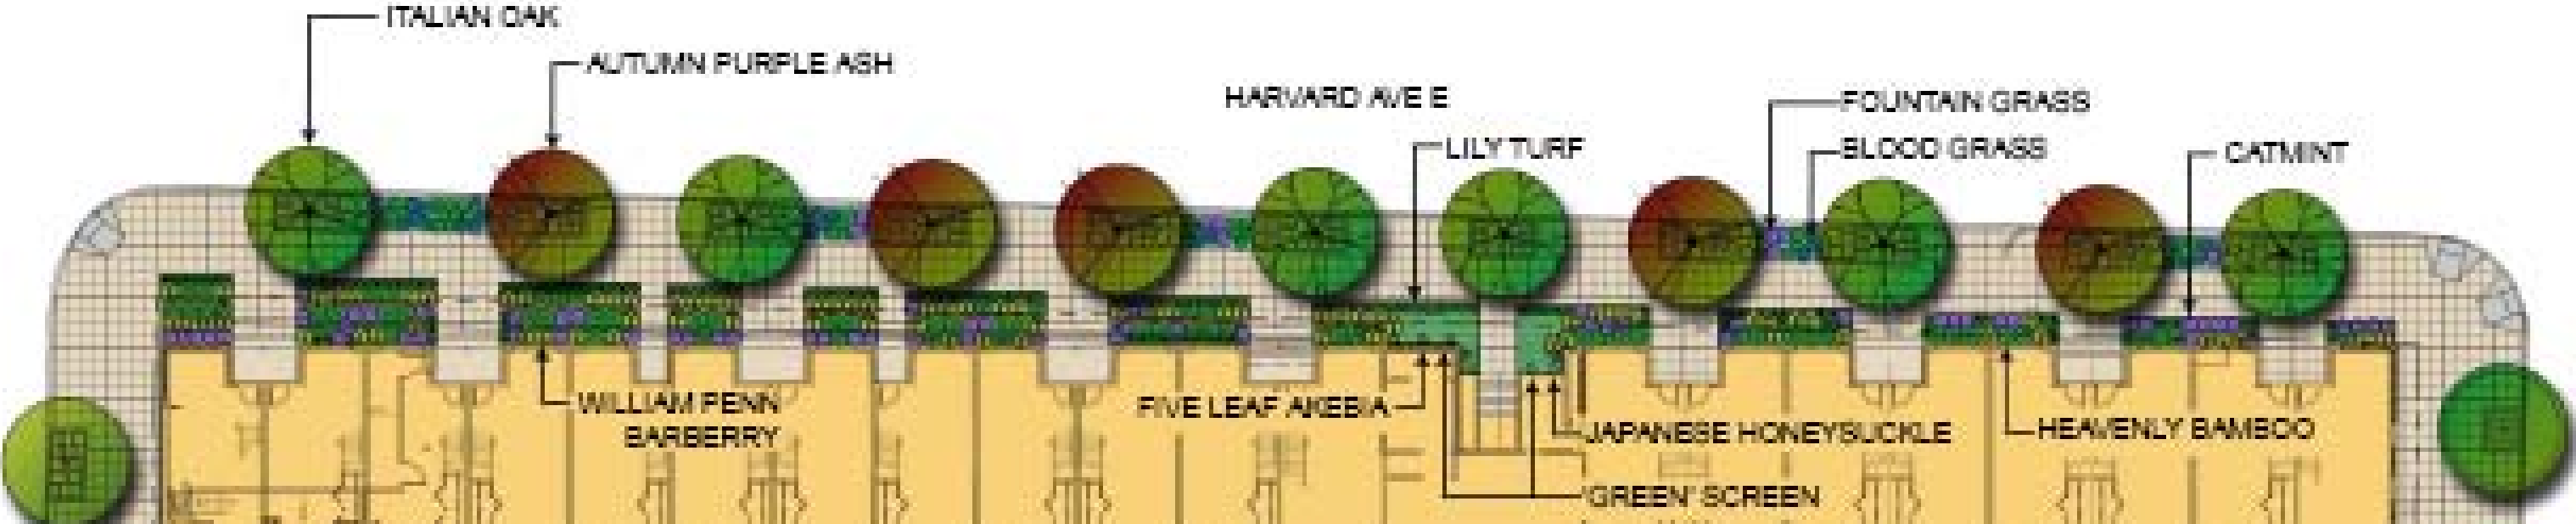 ITALIAN OAK
AUTUMN PURPLE ASH
HARVARD AVE E
FOUNTAIN GRASS
LILY TURF
BLOOD GRASS
CATMINT
WILLIAM PENN
BARBERRY
FIVE LEAF AKEBIA
JAPANESE HONEYSUCKLE
HEAVENLY BAMBOO
'GREEN' SCREEN